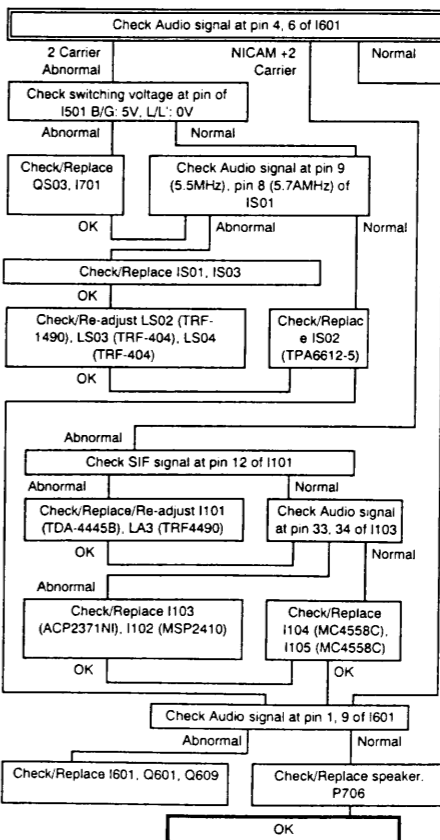 Check Audio signal at pin 4, 6 of I601
2 Carrier
Abnormal
NICAM +2
Carrier
Normal
Check switching voltage at pin of
I501 B/G: 5V, L/L': 0V
Abnormal
Normal
Check/Replace
QS03, I701
Check Audio signal at pin 9
(5.5MHz), pin 8 (5.7AMHz) of
IS01
OK
Abnormal
Normal
Check/Replace IS01, IS03
OK
Check/Re-adjust LS02 (TRF-
1490), LS03 (TRF-404), LS04
(TRF-404)
Check/Replac
e IS02
(TPA6612-5)
OK
Abnormal
Check SIF signal at pin 12 of I101
Abnormal
Normal
Check/Replace/Re-adjust I101
(TDA-4445B), LA3 (TRF4490)
Check Audio signal
at pin 33, 34 of I103
OK
Normal
Abnormal
Check/Replace I103
(ACP2371NI), I102 (MSP2410)
Check/Replace
I104 (MC4558C),
I105 (MC4558C)
OK
OK
Check Audio signal at pin 1, 9 of I601
Abnormal
Normal
Check/Replace I601, Q601, Q609
Check/Replace speaker.
P706
OK